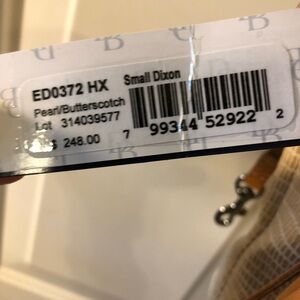 ED0372 HX Small Dixon
Pearl/Butterscotch
Lot 314039577
$ 248.00
7 99344 52922 2